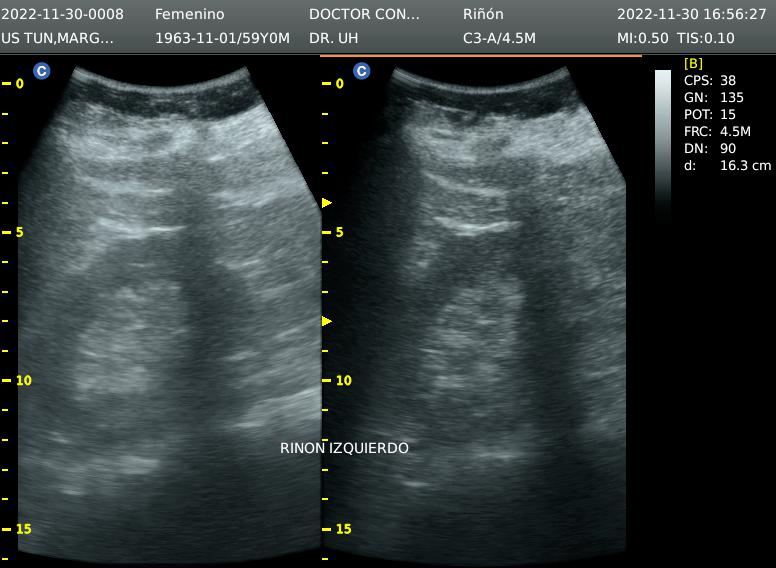 2022-11-30-0008 Femenino DOCTOR CON... Riñón 2022-11-30 16:56:27
US TUN,MARG... 1963-11-01/59Y0M DR. UH C3-A/4.5M MI:0.50 TIS:0.10
[B]
CPS: 38
GN: 135
POT: 15
FRC: 4.5M
DN: 90
d: 16.3 cm
C C
0 0
5 5
10 10
RINON IZQUIERDO
15 15